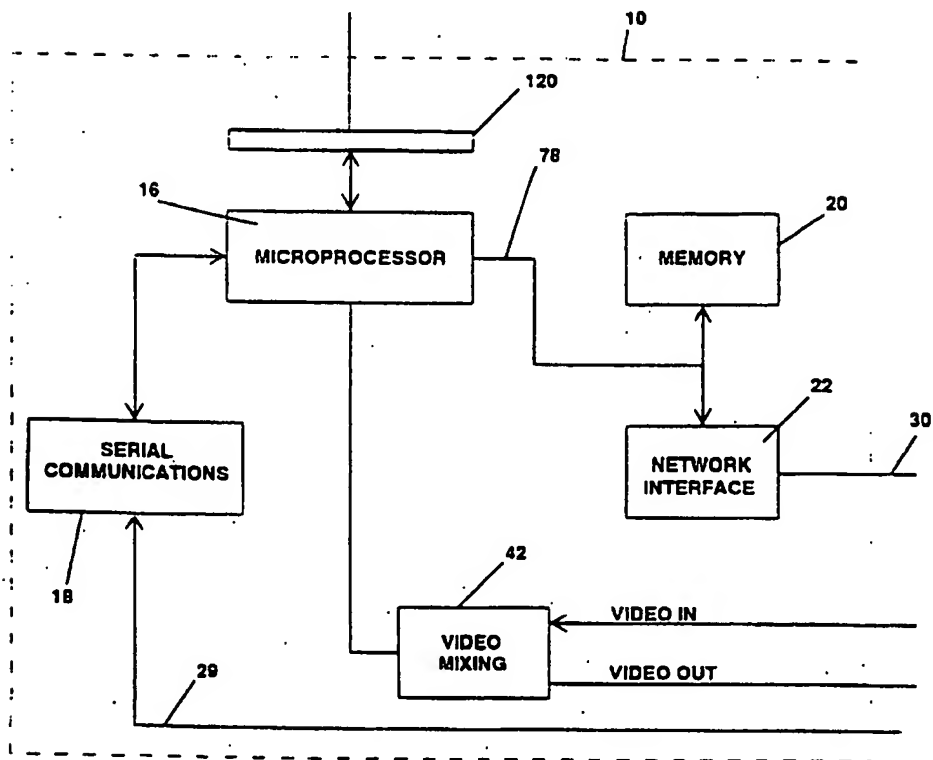 10
120
78
16
20
MICROPROCESSOR
MEMORY
22
30
SERIAL
COMMUNICATIONS
NETWORK
INTERFACE
18
42
VIDEO IN
VIDEO
MIXING
VIDEO OUT
29